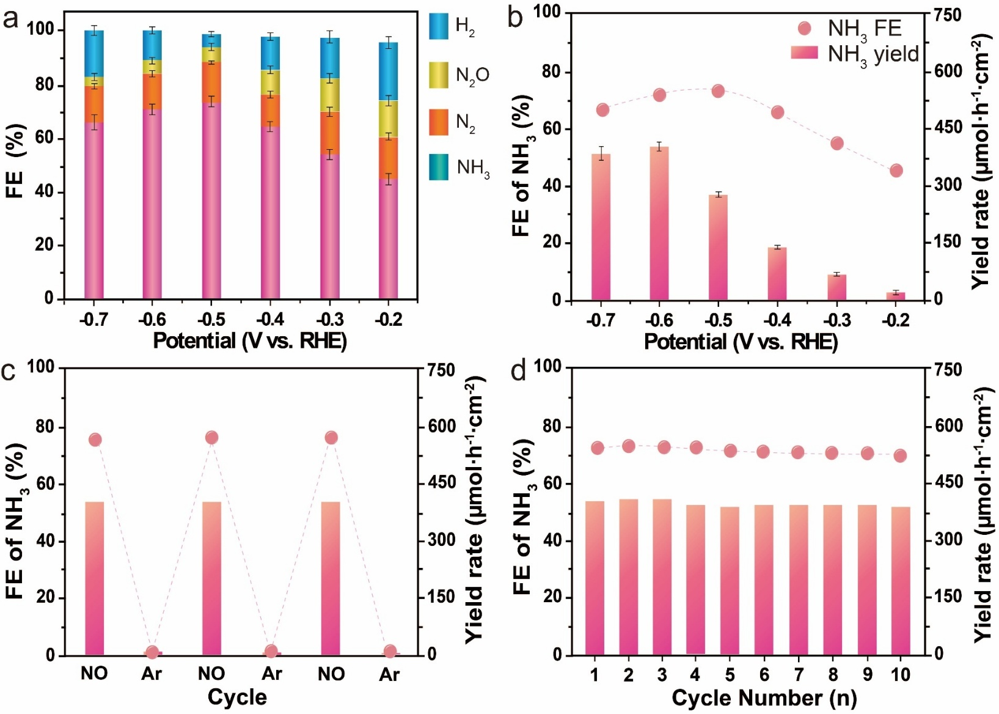 a
FE (%)
100
80
60
40
20
0
-0.7 -0.6 -0.5 -0.4 -0.3 -0.2
Potential (V vs. RHE)
H2
N2O
N2
NH3
b
FE of NH3 (%)
100
80
60
40
20
0
-0.7 -0.6 -0.5 -0.4 -0.3 -0.2
Potential (V vs. RHE)
NH3 FE
NH3 yield
750
600
450
300
150
0
Yield rate (μmol·h-1·cm-2)
c
FE of NH3 (%)
100
80
60
40
20
0
NO Ar NO Ar NO Ar
Cycle
750
600
450
300
150
0
Yield rate (μmol·h-1·cm-2)
d
FE of NH3 (%)
100
80
60
40
20
0
1 2 3 4 5 6 7 8 9 10
Cycle Number (n)
750
600
450
300
150
0
Yield rate (μmol·h-1·cm-2)